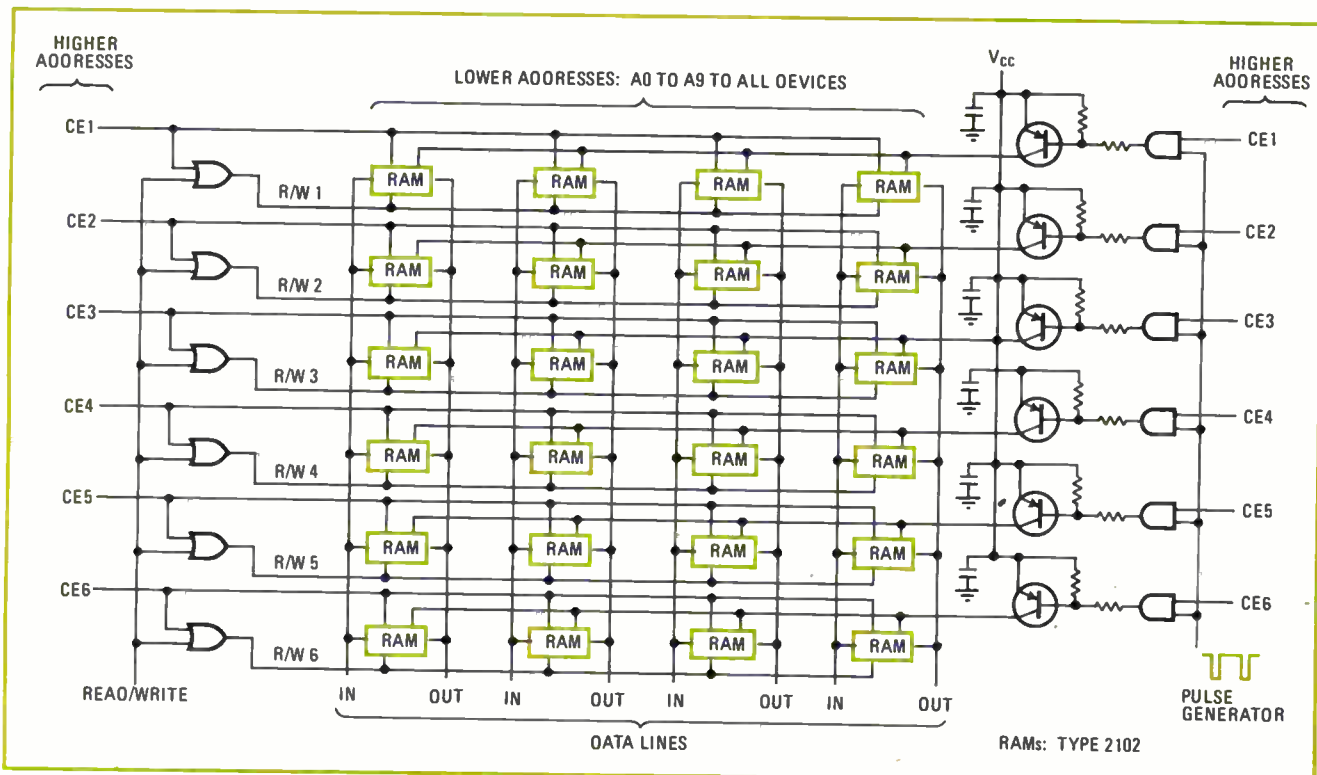 HIGHER
AOORESSES
LOWER AOORESSES: A0 TO A9 TO ALL OEVICES
VCC
HIGHER
AOORESSES
CE1
R/W 1
RAM
RAM
RAM
RAM
CE1
CE2
R/W 2
RAM
RAM
RAM
RAM
CE2
CE3
R/W 3
RAM
RAM
RAM
RAM
CE3
CE4
R/W 4
RAM
RAM
RAM
RAM
CE4
CE5
R/W 5
RAM
RAM
RAM
RAM
CE5
CE6
R/W 6
RAM
RAM
RAM
RAM
CE6
REAO/WRITE
IN
OUT
IN
OUT
IN
OUT
IN
OUT
PULSE
GENERATOR
OATA LINES
RAMs: TYPE 2102